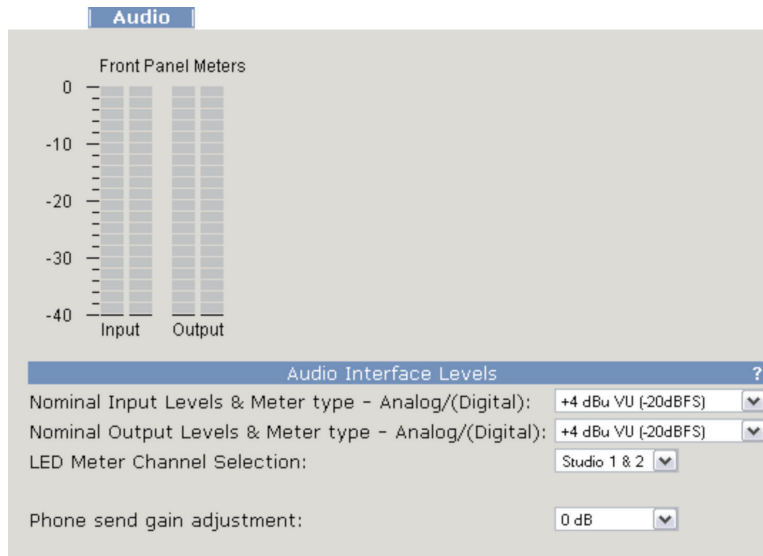 Audio
Front Panel Meters
0
-10
-20
-30
-40
Input Output
Audio Interface Levels ?
Nominal Input Levels & Meter type - Analog/(Digital): +4 dBu VU (-20dBFS)
Nominal Output Levels & Meter type - Analog/(Digital): +4 dBu VU (-20dBFS)
LED Meter Channel Selection: Studio 1 & 2
Phone send gain adjustment: 0 dB